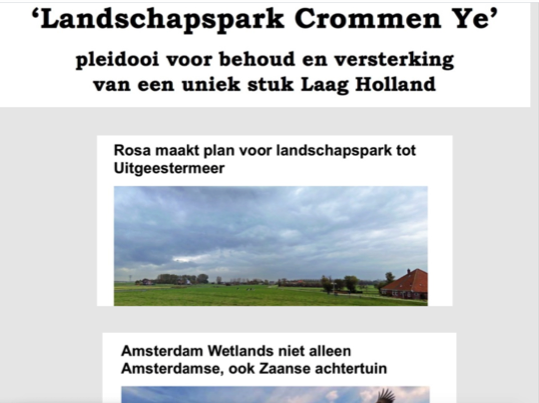 ‘Landschapspark Crommen Ye’
pleidooi voor behoud en versterking
van een uniek stuk Laag Holland
Rosa maakt plan voor landschapspark tot
Uitgeestermeer
Amsterdam Wetlands niet alleen
Amsterdamse, ook Zaanse achtertuin